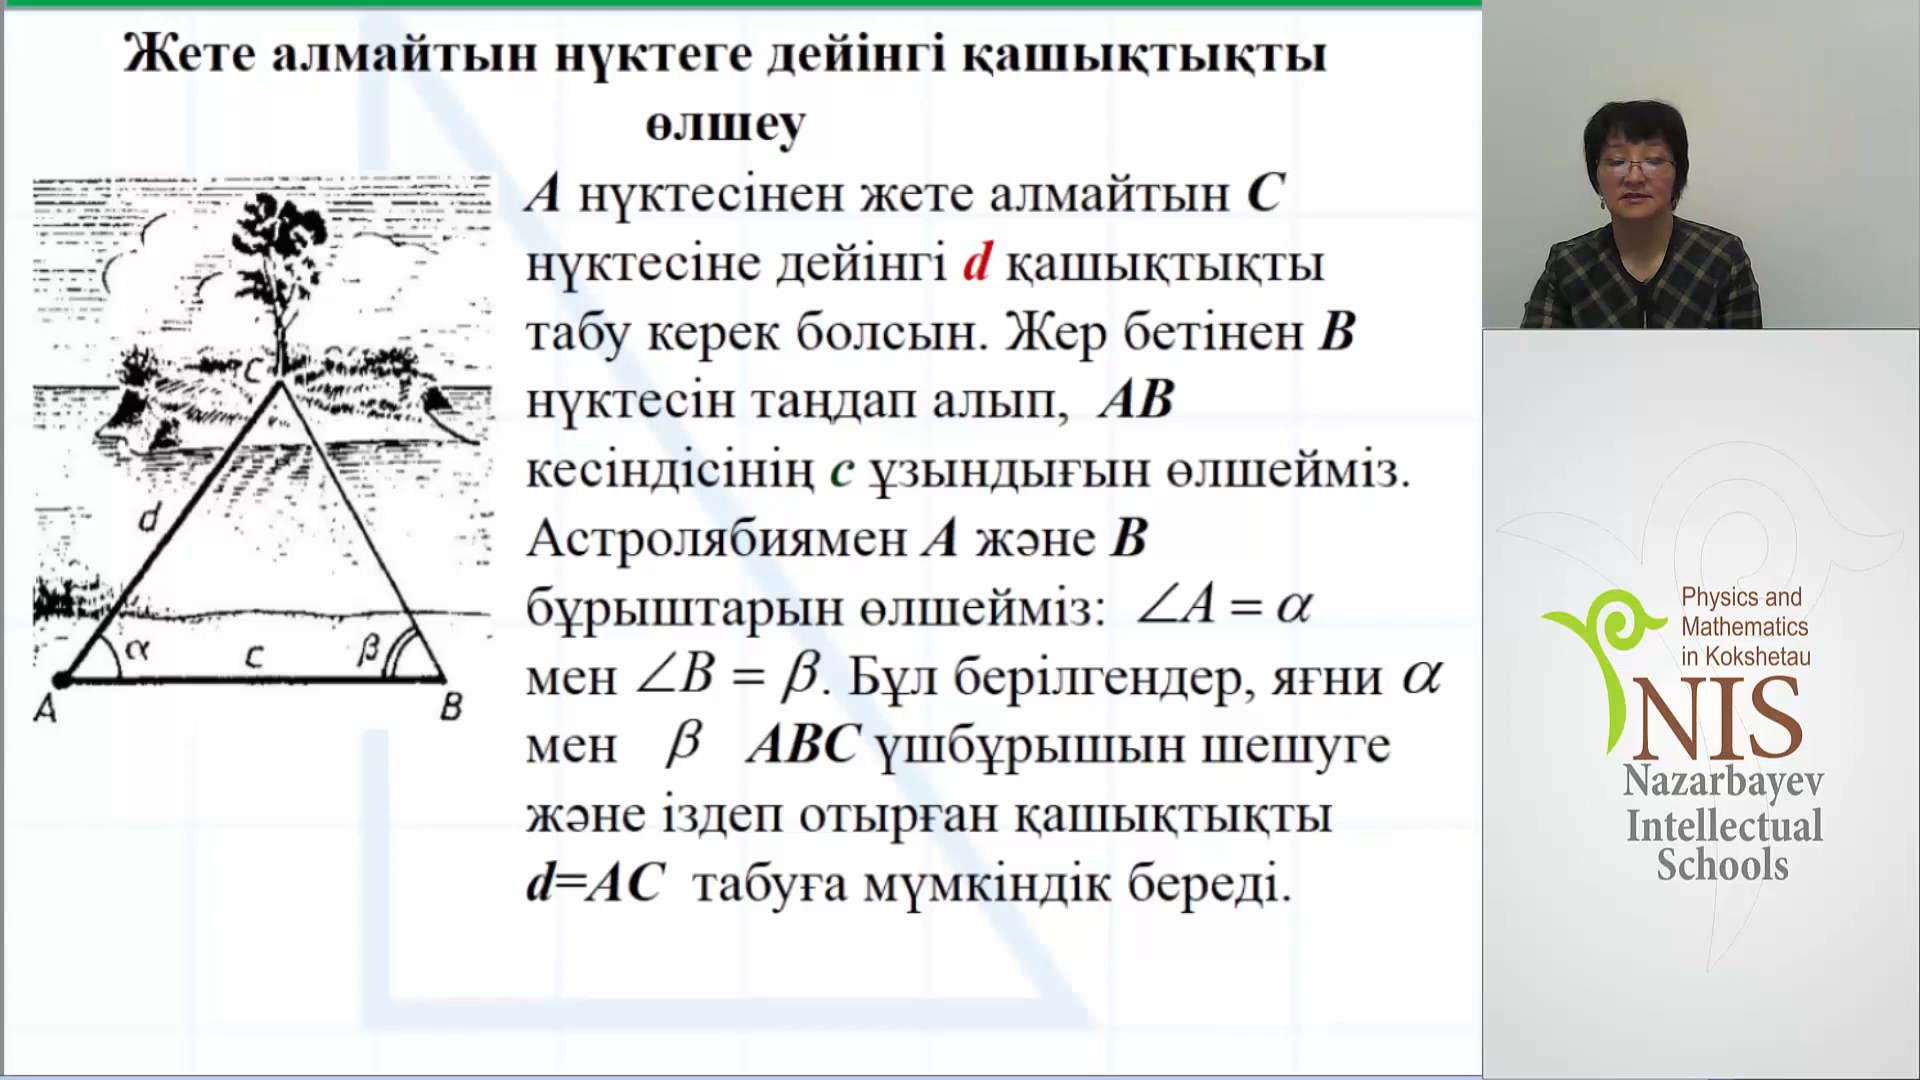 Жете алмайтын нүктеге дейінгі қашықтықты
өлшеу
A нүктесінен жете алмайтын C
нүктесіне дейінгі d қашықтықты
табу керек болсын. Жер бетінен B
нүктесін таңдап алып, AB
кесіндісінің c ұзындығын өлшейміз.
Астролябиямен A және B
бұрыштарын өлшейміз: ∠A = α
мен ∠B = β. Бұл берілгендер, яғни α
мен β ABC үшбұрышын шешуге
және іздеп отырған қашықтықты
d=AC табуға мүмкіндік береді.
C
d
α
c
β
A
B
Physics and
Mathematics
in Kokshetau
NIS
Nazarbayev
Intellectual
Schools